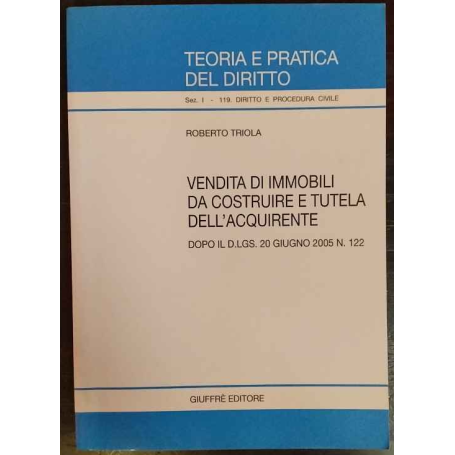 TEORIA E PRATICA
DEL DIRITTO
Sez. I - 119. DIRITTO E PROCEDURA CIVILE
ROBERTO TRIOLA
VENDITA DI IMMOBILI
DA COSTRUIRE E TUTELA
DELL'ACQUIRENTE
DOPO IL D.LGS. 20 GIUGNO 2005 N. 122
GIUFFRÈ EDITORE